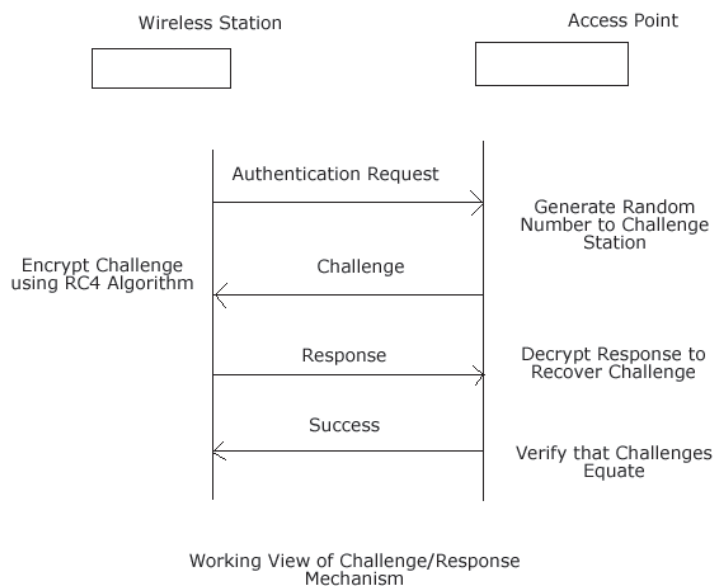 Wireless Station
Access Point
Authentication Request
Generate Random
Number to Challenge
Station
Encrypt Challenge
using RC4 Algorithm
Challenge
Response
Decrypt Response to
Recover Challenge
Success
Verify that Challenges
Equate
Working View of Challenge/Response
Mechanism